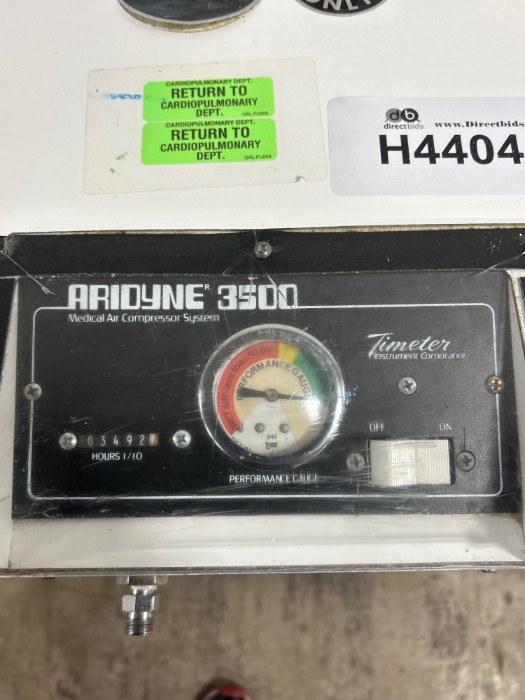 ONLY
CARDIOPULMONARY DEPT.
RETURN TO
CARDIOPULMONARY
DEPT.
CARDIOPULMONARY DEPT.
RETURN TO
CARDIOPULMONARY
DEPT.
db
directbids
www.Directbids
H4404
ARIDYNE R 3500
Medical Air Compressor System
Timeter
Instrument Corporation
PERFORMANCE GAUGE
psi
03492
HOURS 1/10
PERFORMANCE GAUGE
OFF
ON